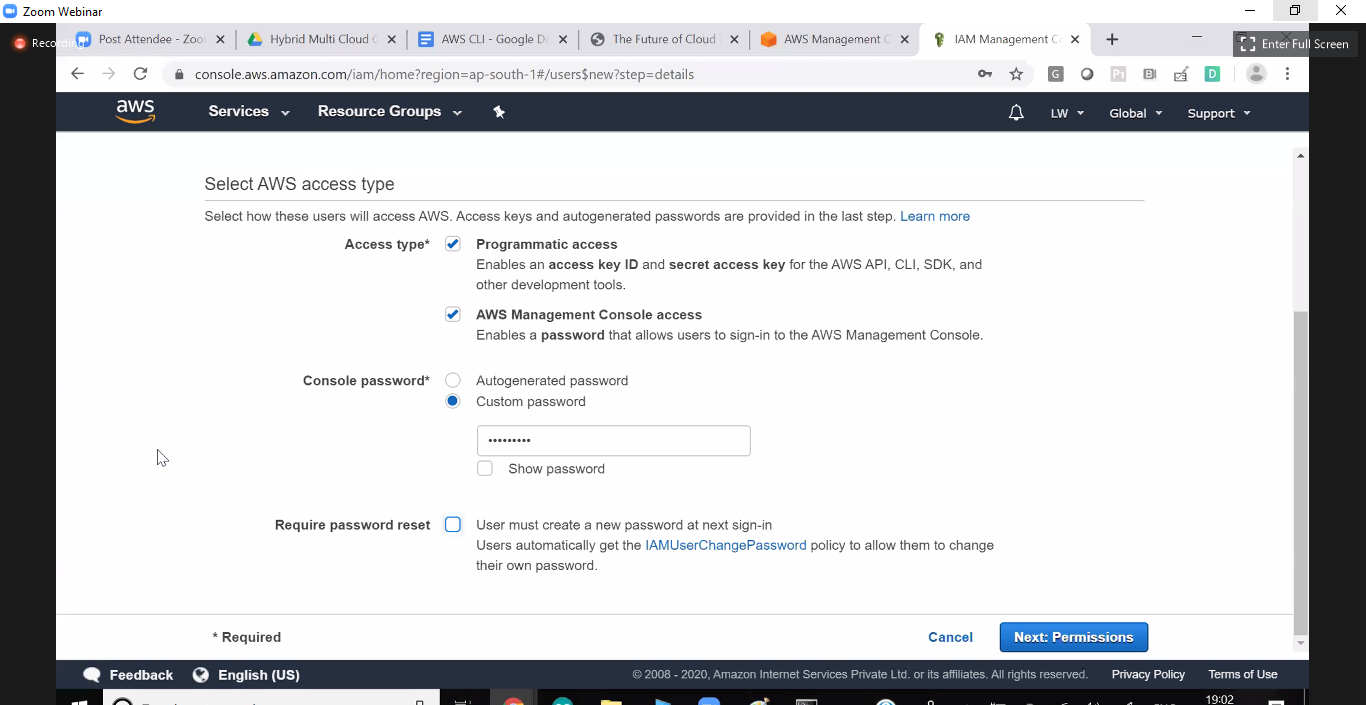 Zoom Webinar
Recording
Post Attendee - Zoo
Hybrid Multi Cloud C
AWS CLI - Google D
The Future of Cloud
AWS Management C
IAM Management C
Enter Full Screen
console.aws.amazon.com/iam/home?region=ap-south-1#/users$new?step=details
aws
Services
Resource Groups
LW
Global
Support
Select AWS access type
Select how these users will access AWS. Access keys and autogenerated passwords are provided in the last step. Learn more
Access type*
Programmatic access
Enables an access key ID and secret access key for the AWS API, CLI, SDK, and
other development tools.
AWS Management Console access
Enables a password that allows users to sign-in to the AWS Management Console.
Console password*
Autogenerated password
Custom password
•••••••••
Show password
Require password reset
User must create a new password at next sign-in
Users automatically get the IAMUserChangePassword policy to allow them to change
their own password.
* Required
Cancel
Next: Permissions
Feedback
English (US)
© 2008 - 2020, Amazon Internet Services Private Ltd. or its affiliates. All rights reserved.
Privacy Policy
Terms of Use
19:02